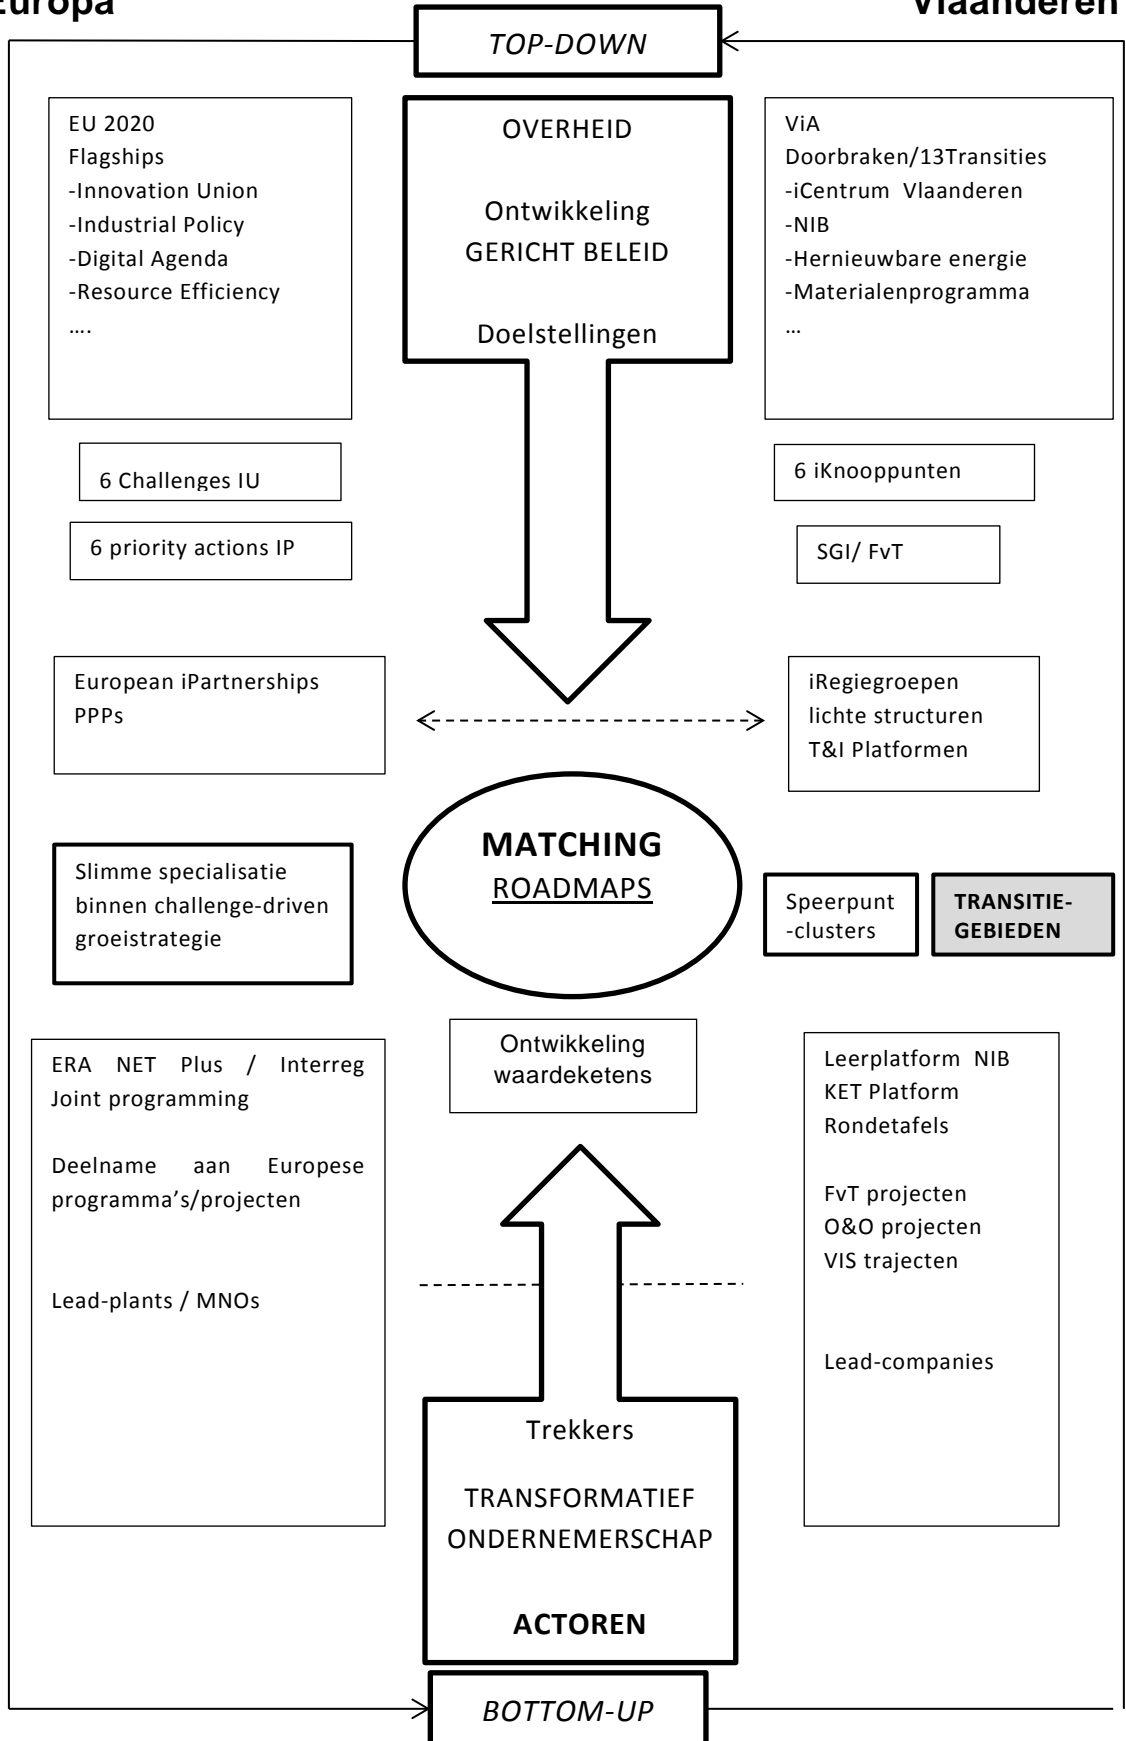 Europa
Vlaanderen
TOP-DOWN
EU 2020
Flagships
-Innovation Union
-Industrial Policy
-Digital Agenda
-Resource Efficiency
….
OVERHEID
Ontwikkeling
GERICHT BELEID
Doelstellingen
ViA
Doorbraken/13Transities
-iCentrum Vlaanderen
-NIB
-Hernieuwbare energie
-Materialenprogramma
…
6 Challenges IU
6 iKnooppunten
6 priority actions IP
SGI/ FvT
European iPartnerships
PPPs
iRegiegroepen
lichte structuren
T&I Platformen
MATCHING
ROADMAPS
Slimme specialisatie
binnen challenge-driven
groeistrategie
Speerpunt
-clusters
TRANSITIE-
GEBIEDEN
Ontwikkeling
waardeketens
ERA NET Plus / Interreg
Joint programming
Deelname aan Europese
programma’s/projecten
Lead-plants / MNOs
Leerplatform NIB
KET Platform
Rondetafels
FvT projecten
O&O projecten
VIS trajecten
Lead-companies
Trekkers
TRANSFORMATIEF
ONDERNEMERSCHAP
ACTOREN
BOTTOM-UP